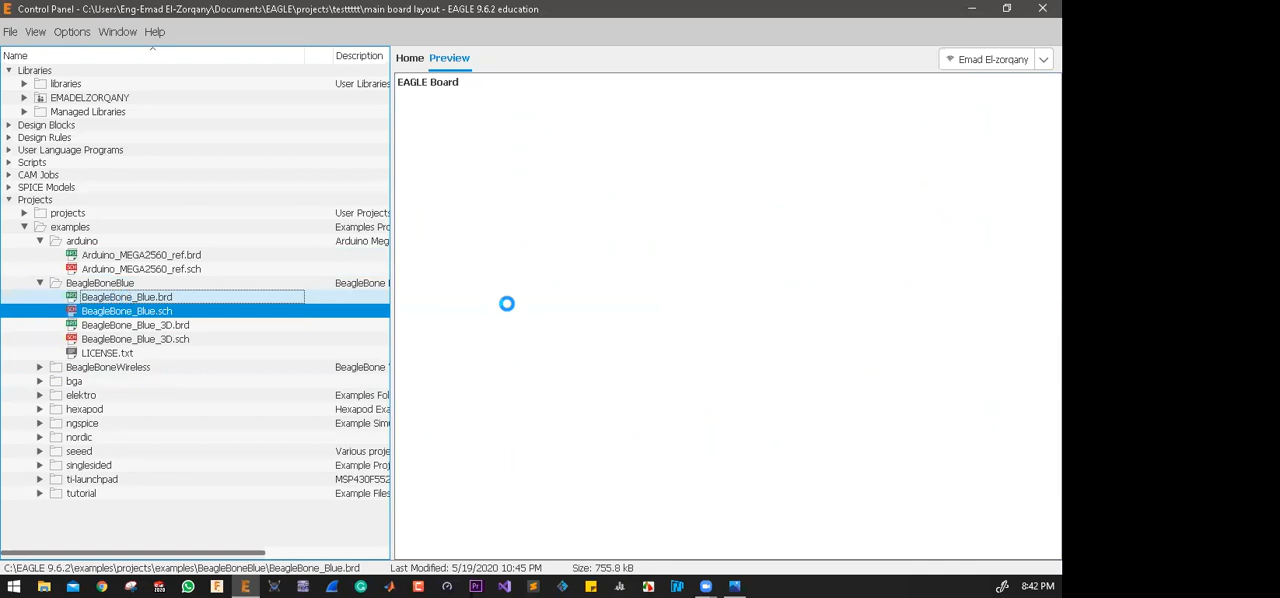 Control Panel - C:\Users\Eng-Emad El-Zorqany\Documents\EAGLE\projects\testttttt\main board layout - EAGLE 9.6.2 education
File View Options Window Help
Name Description
Libraries
libraries User Libraries
EMADELZORQANY
Managed Libraries
Design Blocks
Design Rules
User Language Programs
Scripts
CAM Jobs
SPICE Models
Projects
projects User Projects
examples Examples Pro
arduino Arduino Meg
Arduino_MEGA2560_ref.brd
Arduino_MEGA2560_ref.sch
BeagleBoneBlue BeagleBone
BeagleBone_Blue.brd
BeagleBone_Blue.sch
BeagleBone_Blue_3D.brd
BeagleBone_Blue_3D.sch
LICENSE.txt
BeagleBoneWireless BeagleBone
bga
elektro Examples Fol
hexapod Hexapod Exa
ngspice Example Simu
nordic
seeed Various proje
singlesided Example Proj
ti-launchpad MSP430F552
tutorial Example Files
Home Preview
Emad El-zorqany
EAGLE Board
C:\EAGLE 9.6.2\examples\projects\examples\BeagleBoneBlue\BeagleBone_Blue.brd Last Modified: 5/19/2020 10:45 PM Size: 755.8 kB
8:42 PM